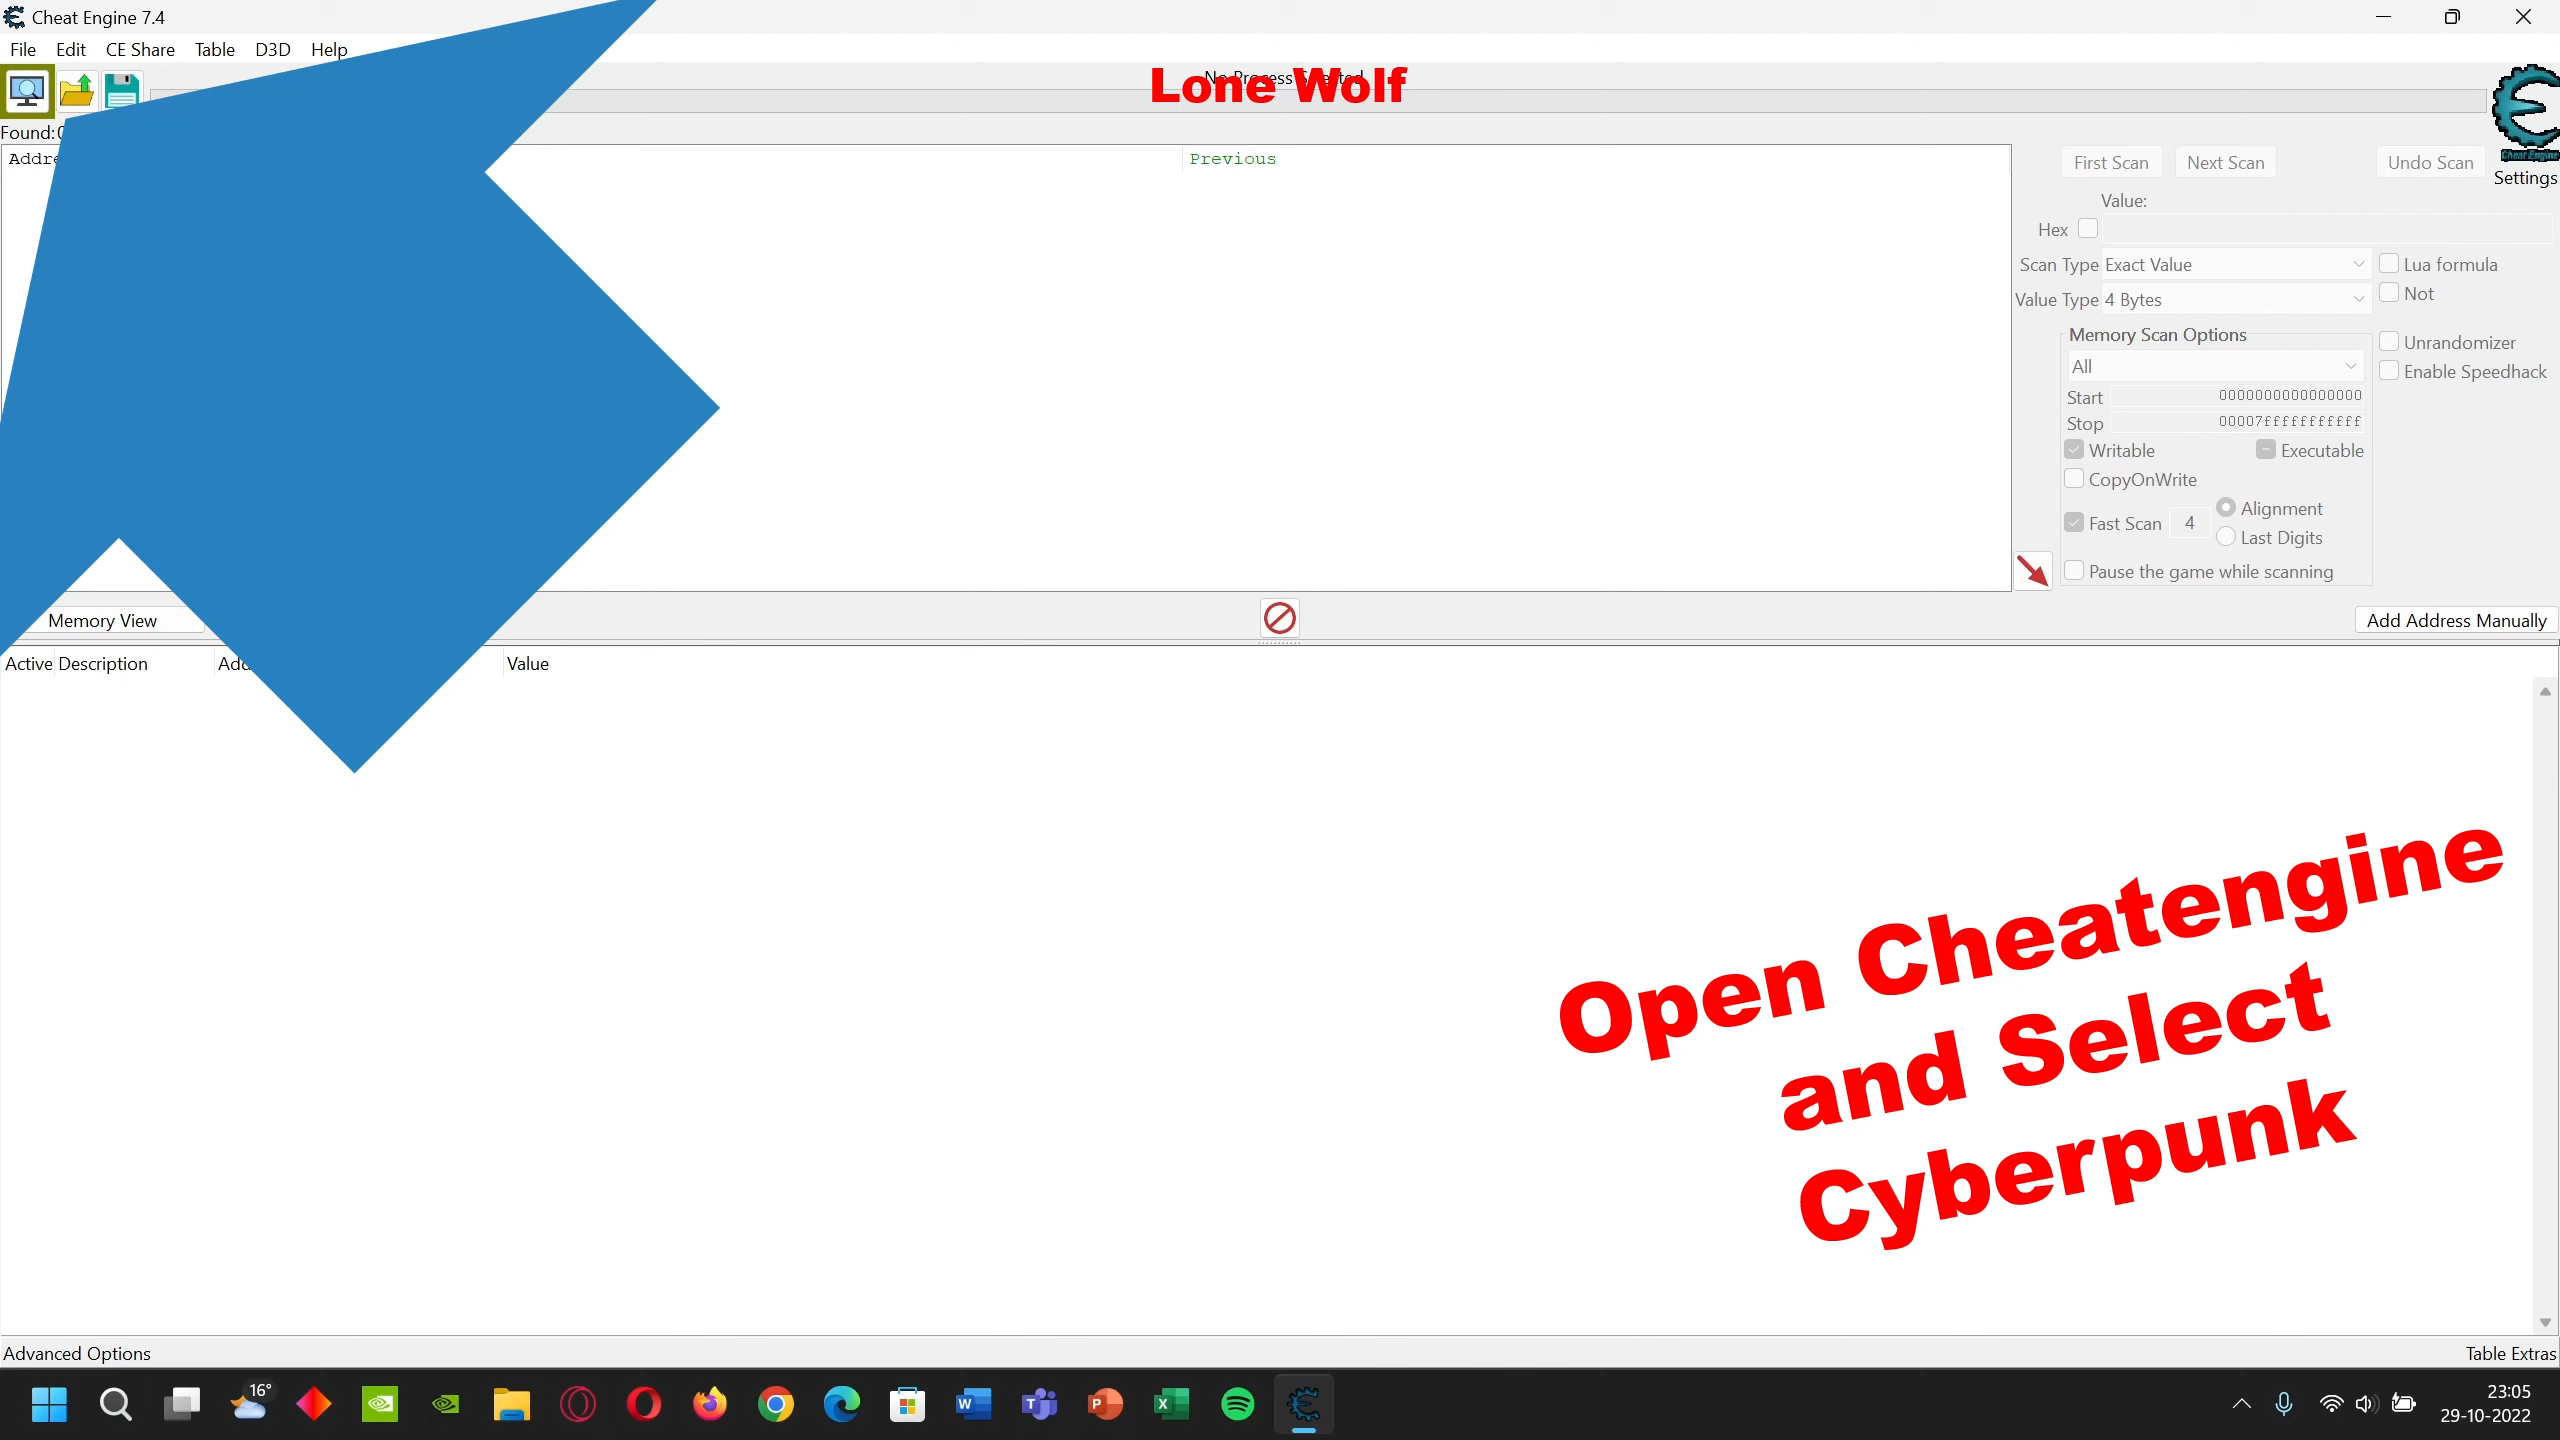 Cheat Engine 7.4
File Edit CE Share Table D3D Help
Lone Wolf
Found:
Previous
First Scan Next Scan Undo Scan
Cheat Engine
Settings
Value:
Hex
Scan Type Exact Value Lua formula
Value Type 4 Bytes Not
Memory Scan Options
All
Unrandomizer
Enable Speedhack
Start 0000000000000000
Stop 00007fffffffffff
Writable Executable
CopyOnWrite
Alignment
Fast Scan 4
Last Digits
Pause the game while scanning
Memory View
Add Address Manually
Active Description Value
Open Cheatengine
and Select
Cyberpunk
Advanced Options Table Extras
16°
23:05
29-10-2022